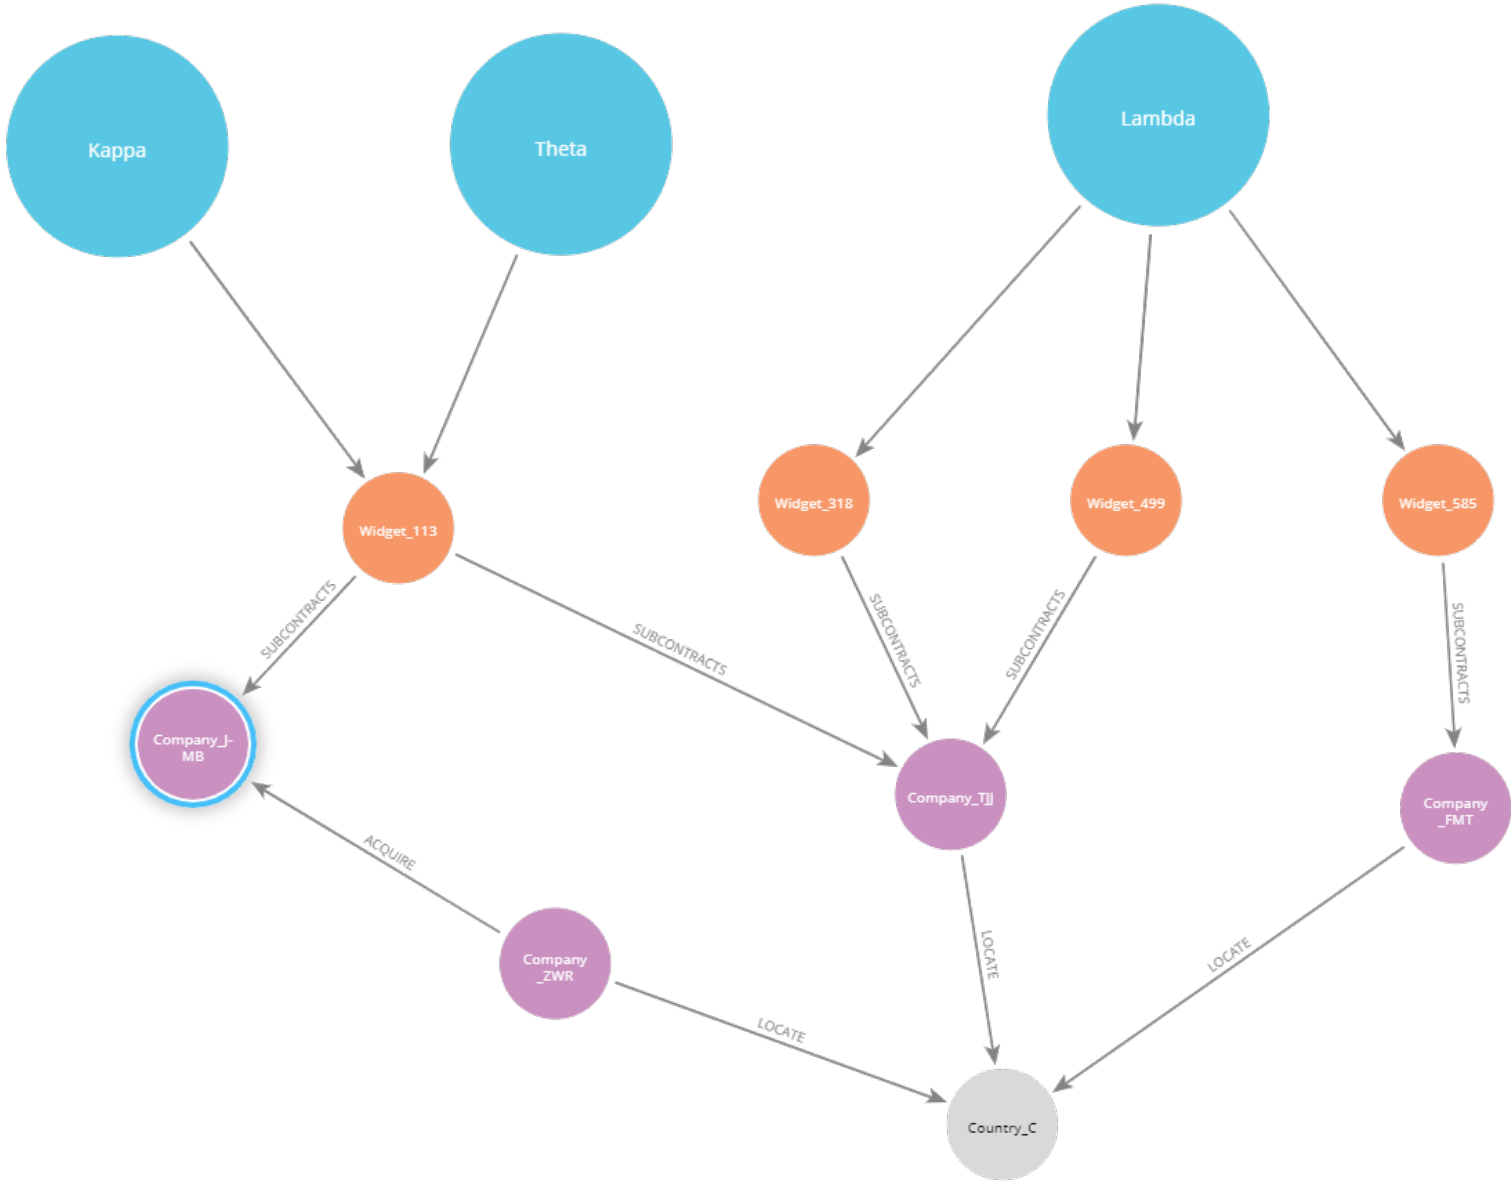 Kappa
Theta
Lambda
Widget_113
Widget_318
Widget_499
Widget_585
SUBCONTRACTS
SUBCONTRACTS
SUBCONTRACTS
SUBCONTRACTS
SUBCONTRACTS
Company_J-
MB
Company_TJJ
Company
_FMT
ACQUIRE
Company
_ZWR
LOCATE
LOCATE
LOCATE
Country_C